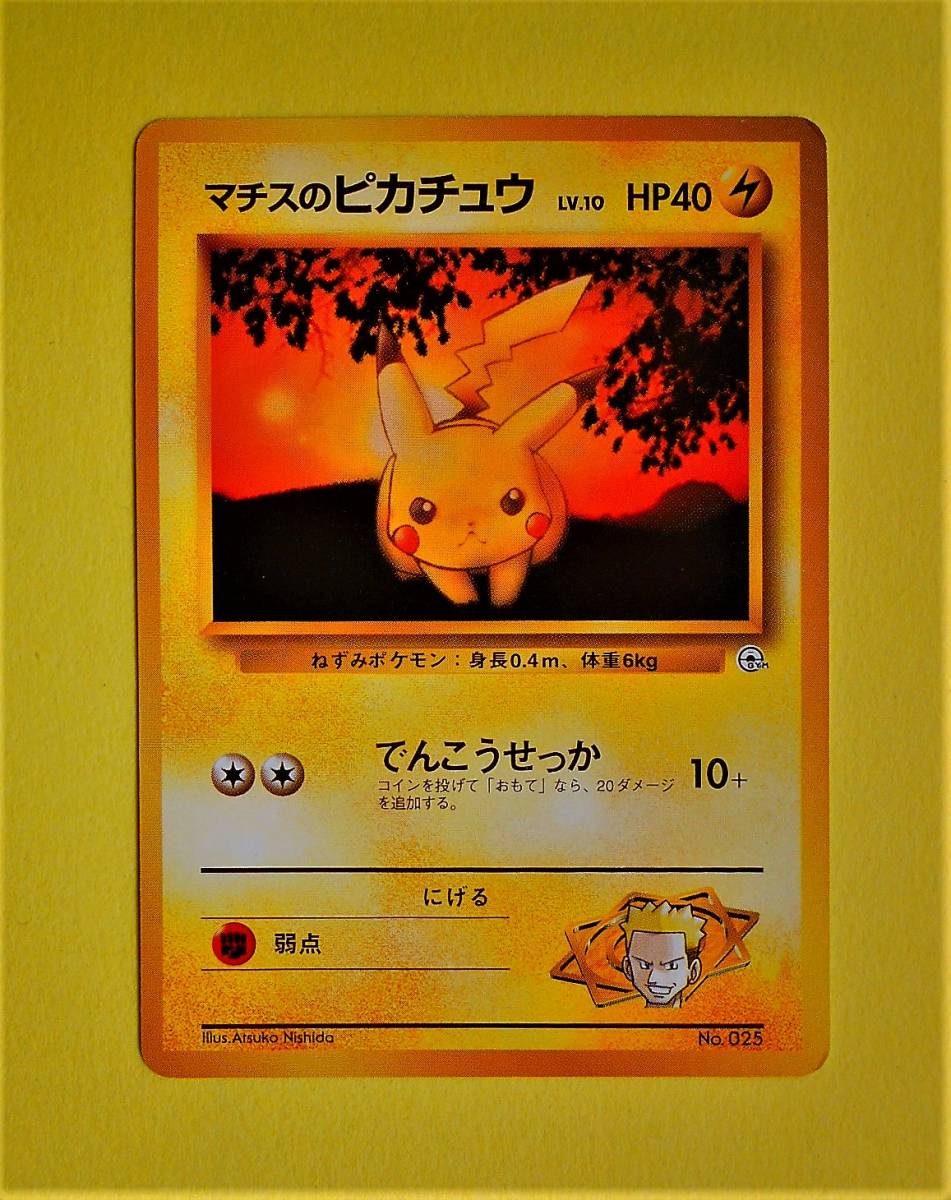 マチスのピカチュウ LV.10 HP40
ねずみポケモン：身長0.4m、体重6kg
GYM
でんこうせっか 10+
コインを投げて「おもて」なら、20ダメージ
を追加する。
にげる
弱点
Illus.Atsuko Nishida No. 025